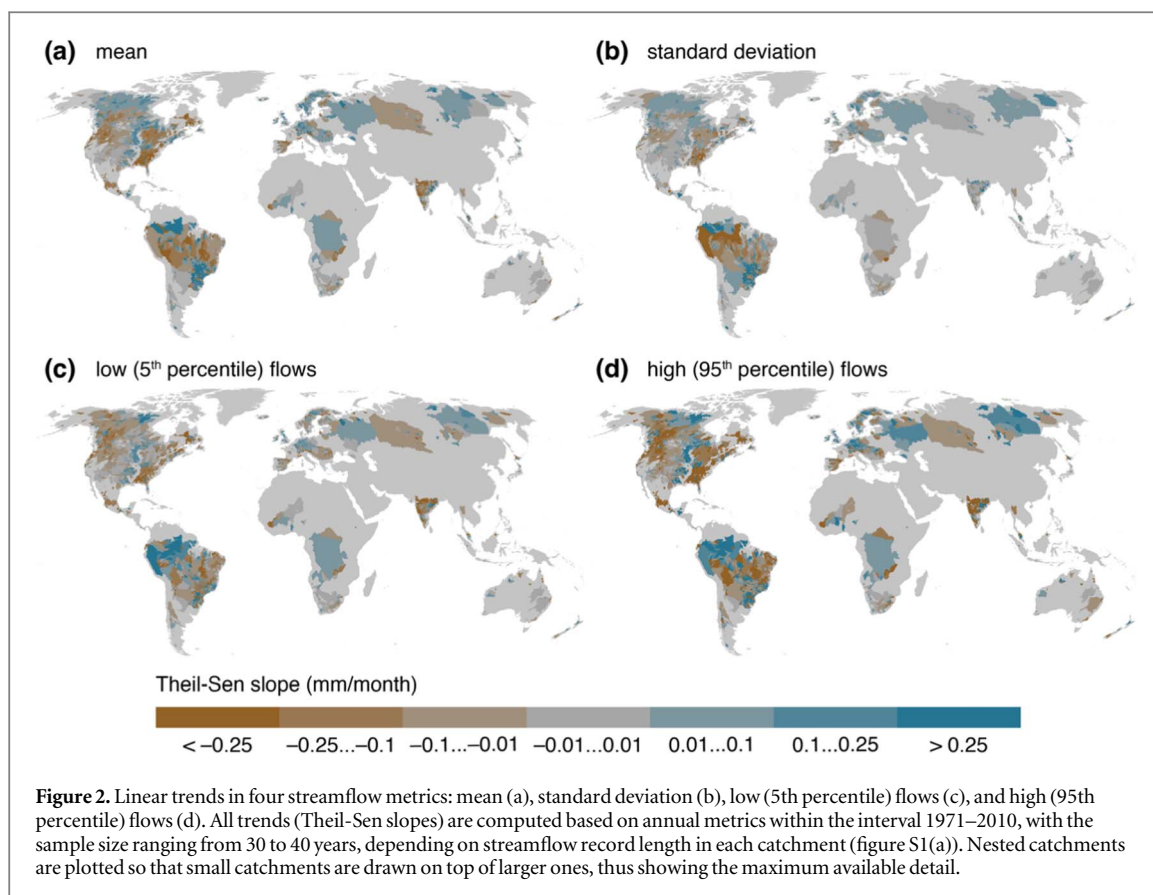 (a) mean
(b) standard deviation
(c) low (5th percentile) flows
(d) high (95th percentile) flows
Theil-Sen slope (mm/month)
< −0.25 −0.25...−0.1 −0.1...−0.01 −0.01...0.01 0.01...0.1 0.1...0.25 > 0.25
Figure 2. Linear trends in four streamflow metrics: mean (a), standard deviation (b), low (5th percentile) flows (c), and high (95th
percentile) flows (d). All trends (Theil-Sen slopes) are computed based on annual metrics within the interval 1971–2010, with the
sample size ranging from 30 to 40 years, depending on streamflow record length in each catchment (figure S1(a)). Nested catchments
are plotted so that small catchments are drawn on top of larger ones, thus showing the maximum available detail.